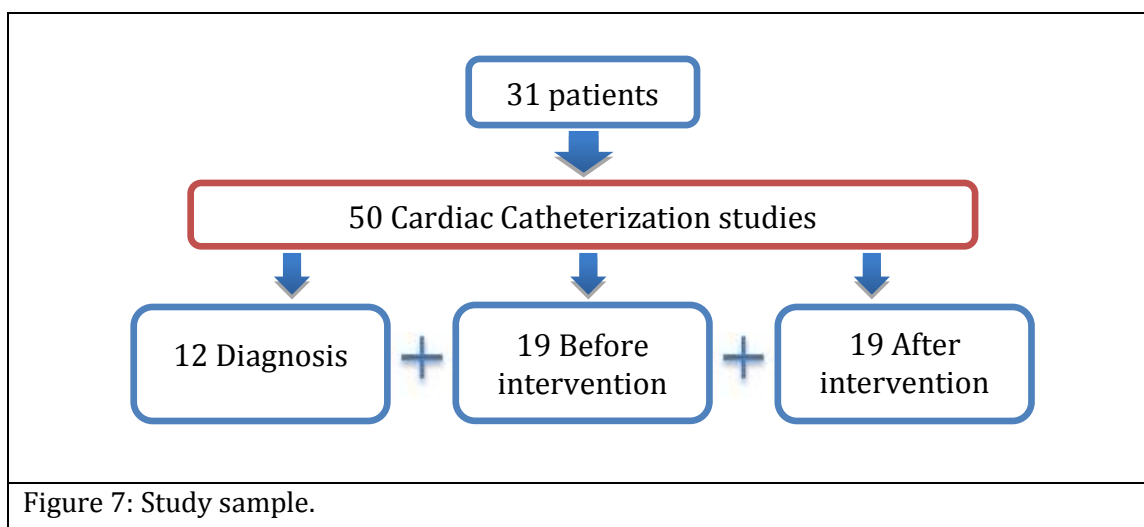 31 patients
50 Cardiac Catheterization studies
12 Diagnosis
+
19 Before
intervention
+
19 After
intervention
Figure 7: Study sample.